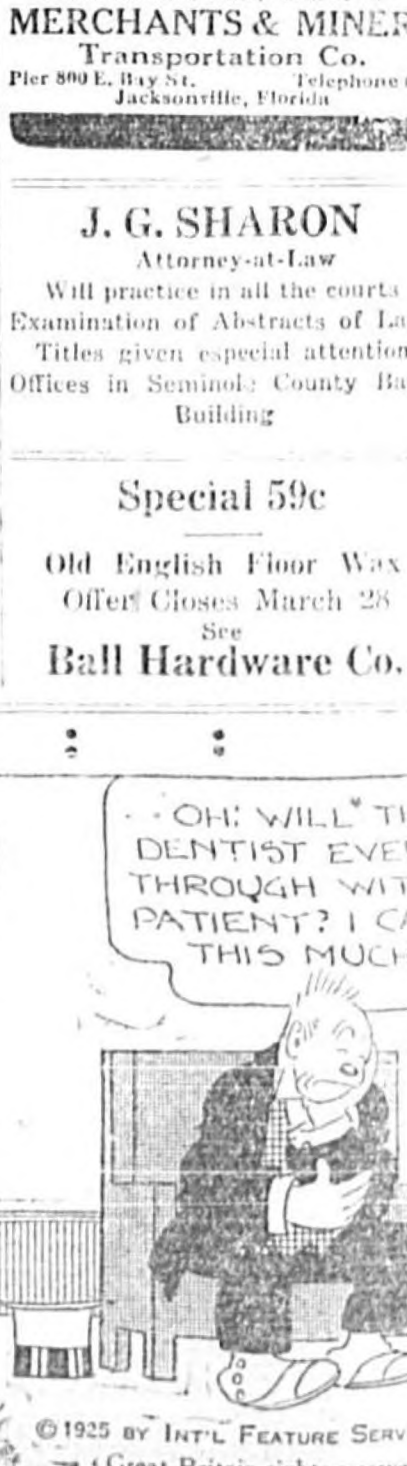 MERCHANTS & MINER
Transportation Co.
Pier 800 E. Bay St. Telephone
Jacksonville, Florida
J. G. SHARON
Attorney-at-Law
Will practice in all the courts
Examination of Abstracts of La
Titles given especial attention
Offices in Seminole County Ba
Building
Special 59c
Old English Floor Wax
Offer Closes March 28
See
Ball Hardware Co.
OH! WILL TH
DENTIST EVE
THROUGH WIT
PATIENT? I CA
THIS MUCH
© 1925 BY INT'L FEATURE SERV
Great Britain